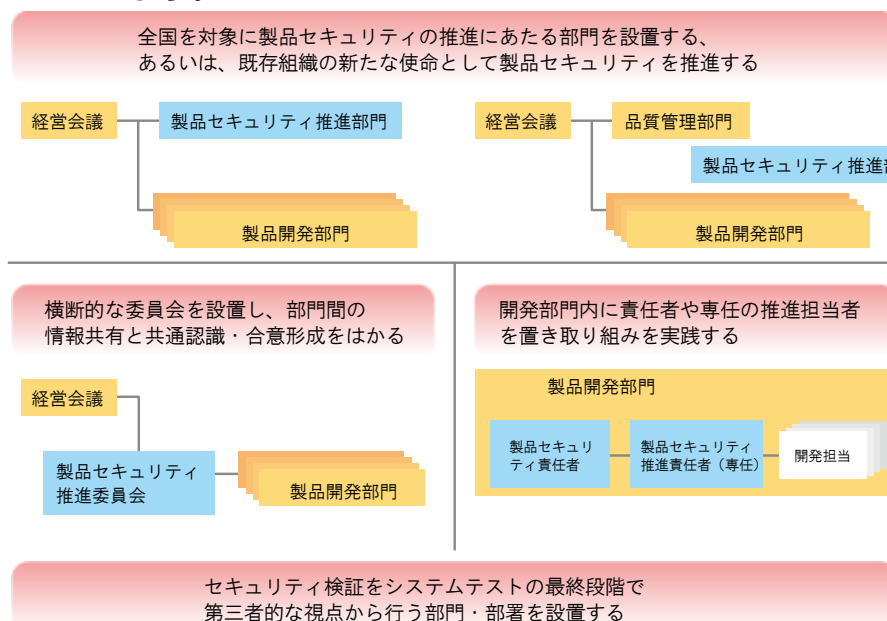 全国を対象に製品セキュリティの推進にあたる部門を設置する、
あるいは、既存組織の新たな使命として製品セキュリティを推進する
経営会議
製品セキュリティ推進部門
製品開発部門
経営会議
品質管理部門
製品セキュリティ推進部
製品開発部門
横断的な委員会を設置し、部門間の
情報共有と共通認識・合意形成をはかる
経営会議
製品セキュリティ
推進委員会
製品開発部門
開発部門内に責任者や専任の推進担当者
を置き取り組みを実践する
製品開発部門
製品セキュリ
ティ責任者
製品セキュリティ
推進責任者（専任）
開発担当
セキュリティ検証をシステムテストの最終段階で
第三者的な視点から行う部門・部署を設置する